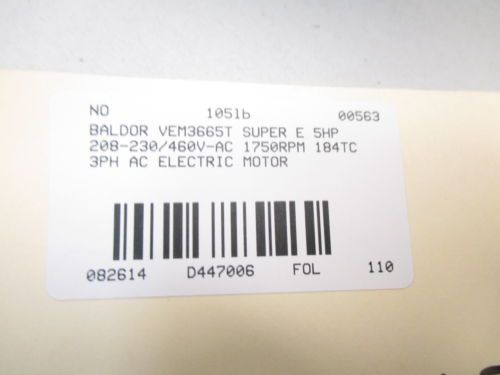 NO 1051b 00563
BALDOR VEM3665T SUPER E 5HP
208-230/460V-AC 1750RPM 184TC
3PH AC ELECTRIC MOTOR
082614 D447006 FOL 110